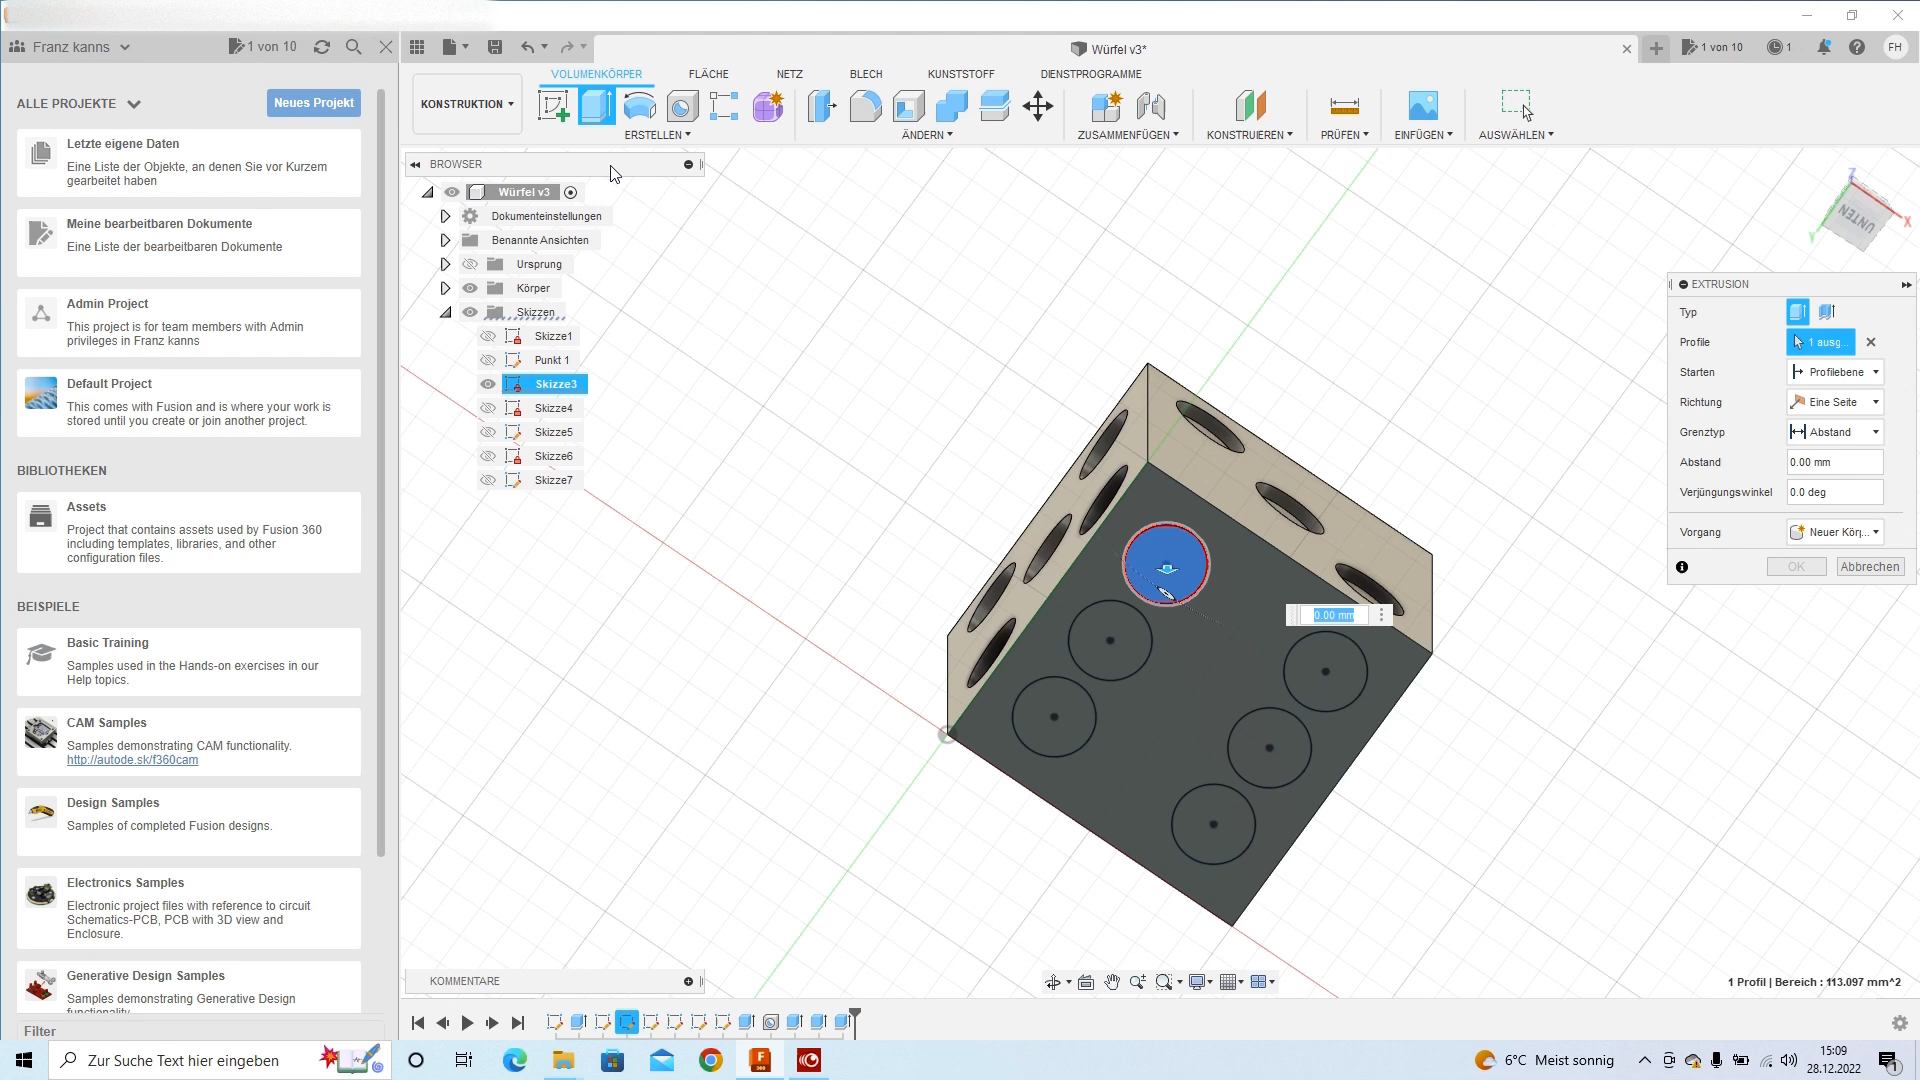 Franz kanns
1 von 10
Würfel v3*
1 von 10
1
FH
ALLE PROJEKTE
Neues Projekt
Letzte eigene Daten
Eine Liste der Objekte, an denen Sie vor Kurzem
gearbeitet haben
Meine bearbeitbaren Dokumente
Eine Liste der bearbeitbaren Dokumente
Admin Project
This project is for team members with Admin
privileges in Franz kanns
Default Project
This comes with Fusion and is where your work is
stored until you create or join another project.
BIBLIOTHEKEN
Assets
Project that contains assets used by Fusion 360
including templates, libraries, and other
configuration files.
BEISPIELE
Basic Training
Samples used in the Hands-on exercises in our
Help topics.
CAM Samples
Samples demonstrating CAM functionality.
http://autode.sk/f360cam
Design Samples
Samples of completed Fusion designs.
Electronics Samples
Electronic project files with reference to circuit
Schematics-PCB, PCB with 3D view and
Enclosure.
Generative Design Samples
Samples demonstrating Generative Design
functionality.
Filter
KONSTRUKTION
VOLUMENKÖRPER
FLÄCHE
NETZ
BLECH
KUNSTSTOFF
DIENSTPROGRAMME
ERSTELLEN
ÄNDERN
ZUSAMMENFÜGEN
KONSTRUIEREN
PRÜFEN
EINFÜGEN
AUSWÄHLEN
BROWSER
Würfel v3
Dokumenteinstellungen
Benannte Ansichten
Ursprung
Körper
Skizzen
Skizze1
Punkt 1
Skizze3
Skizze4
Skizze5
Skizze6
Skizze7
Z
X
Y
UNTEN
EXTRUSION
Typ
Profile
1 ausg...
Starten
Profilebene
Richtung
Eine Seite
Grenztyp
Abstand
Abstand
0.00 mm
Verjüngungswinkel
0.0 deg
Vorgang
Neuer Körp...
OK
Abbrechen
0.00 mm
KOMMENTARE
1 Profil | Bereich : 113.097 mm^2
Zur Suche Text hier eingeben
F
360
6°C Meist sonnig
15:09
28.12.2022
1